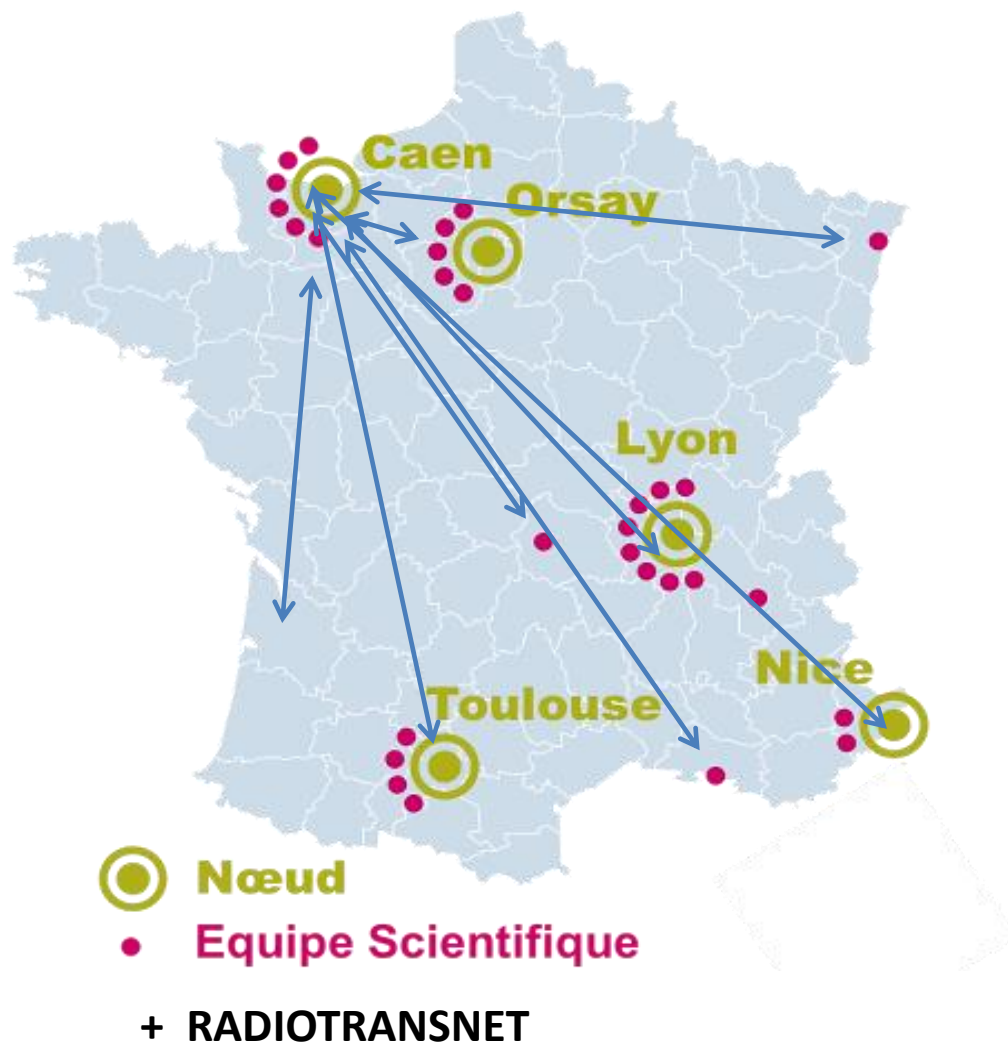 Caen
Orsay
Lyon
Nice
Toulouse
Nœud
Equipe Scientifique
+ RADIOTRANSNET